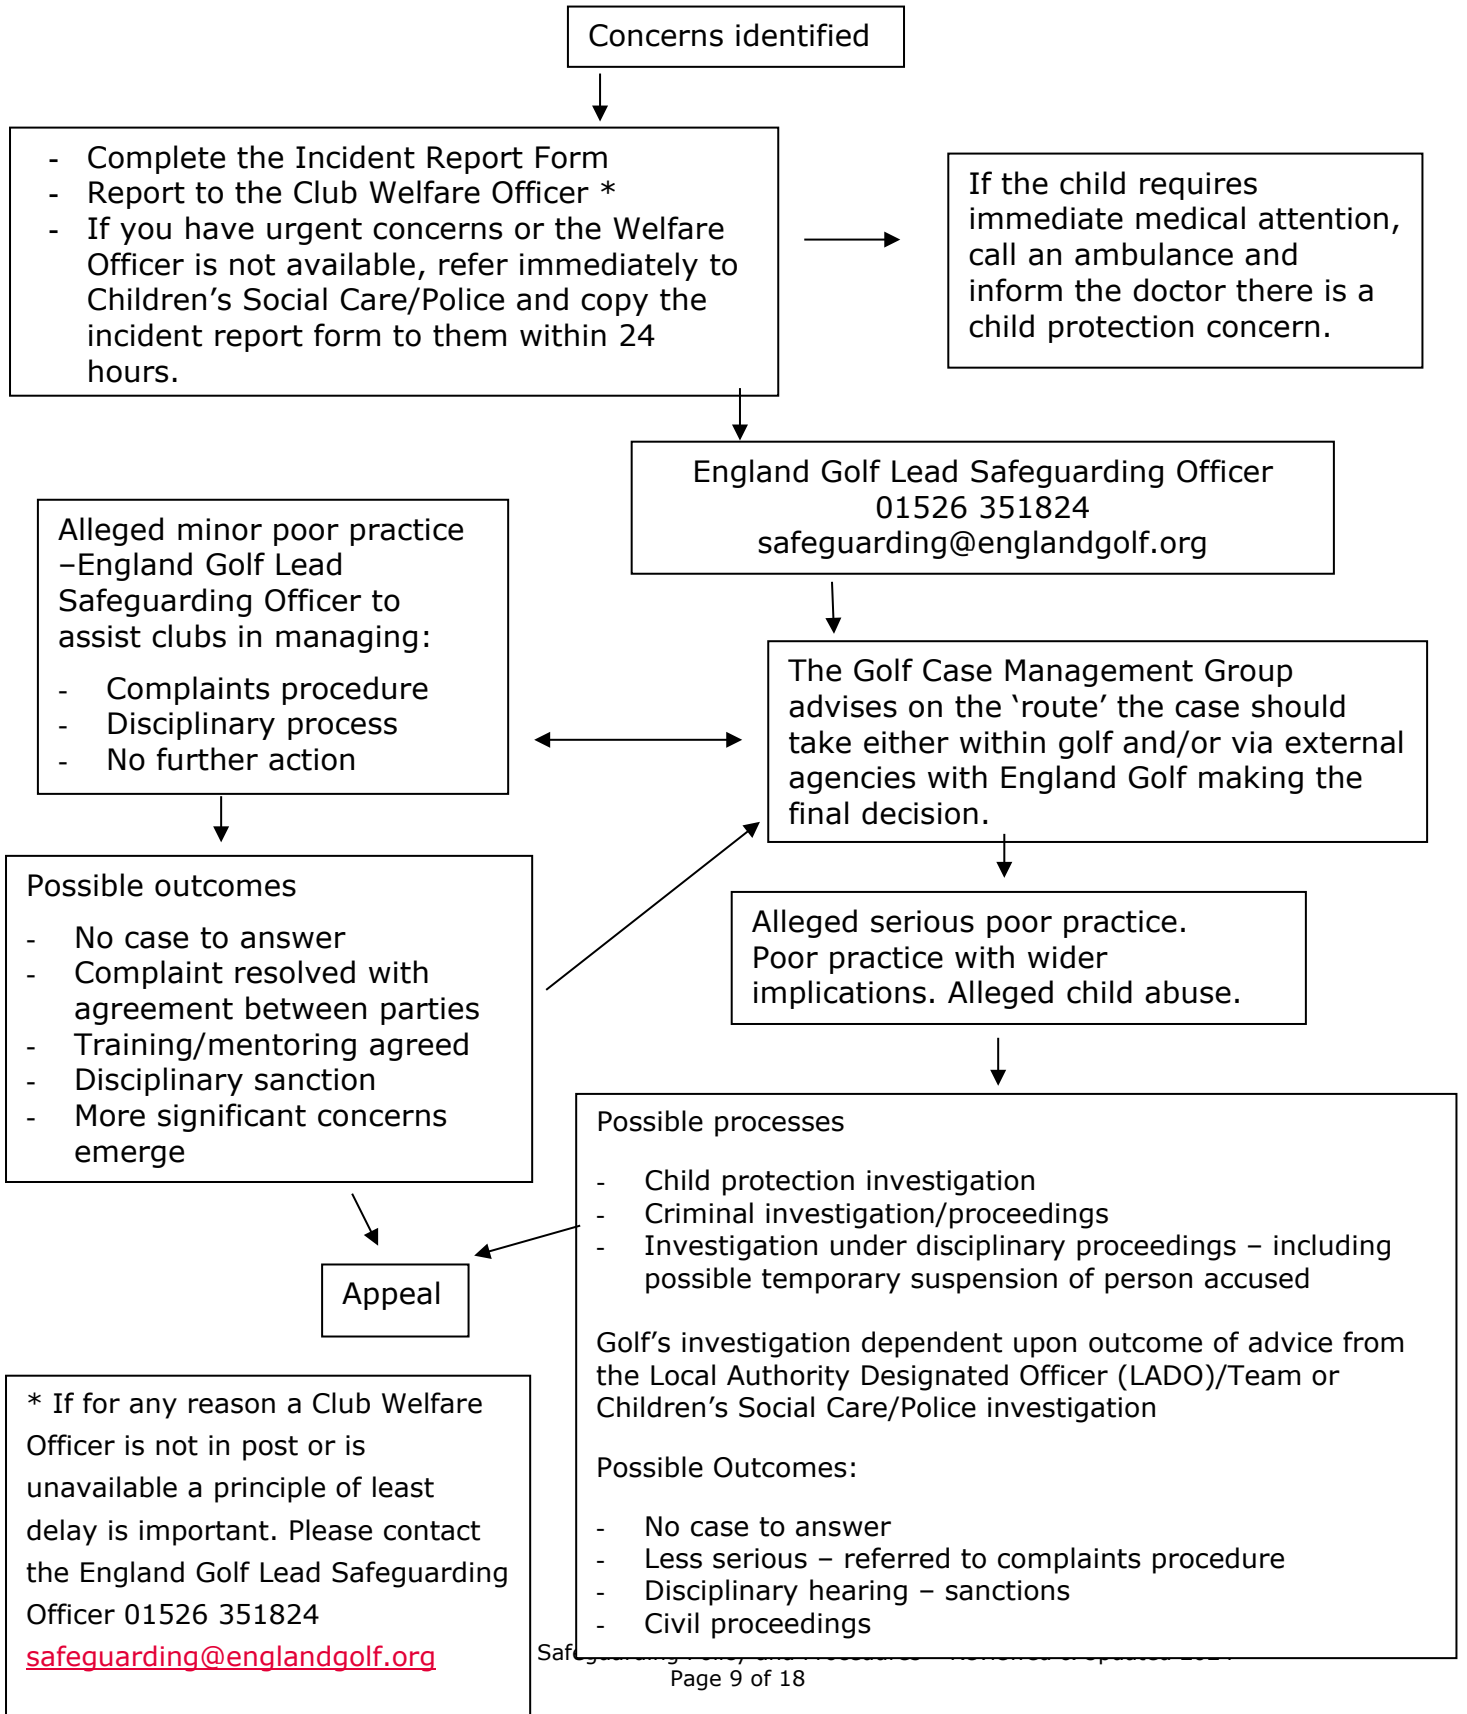 Concerns identified
- Complete the Incident Report Form
- Report to the Club Welfare Officer *
- If you have urgent concerns or the Welfare
Officer is not available, refer immediately to
Children’s Social Care/Police and copy the
incident report form to them within 24
hours.
If the child requires
immediate medical attention,
call an ambulance and
inform the doctor there is a
child protection concern.
England Golf Lead Safeguarding Officer
01526 351824
safeguarding@englandgolf.org
Alleged minor poor practice
–England Golf Lead
Safeguarding Officer to
assist clubs in managing:
- Complaints procedure
- Disciplinary process
- No further action
The Golf Case Management Group
advises on the ‘route’ the case should
take either within golf and/or via external
agencies with England Golf making the
final decision.
Possible outcomes
- No case to answer
- Complaint resolved with
agreement between parties
- Training/mentoring agreed
- Disciplinary sanction
- More significant concerns
emerge
Alleged serious poor practice.
Poor practice with wider
implications. Alleged child abuse.
Possible processes
- Child protection investigation
- Criminal investigation/proceedings
- Investigation under disciplinary proceedings – including
possible temporary suspension of person accused
Golf’s investigation dependent upon outcome of advice from
the Local Authority Designated Officer (LADO)/Team or
Children’s Social Care/Police investigation
Possible Outcomes:
- No case to answer
- Less serious – referred to complaints procedure
- Disciplinary hearing – sanctions
- Civil proceedings
Appeal
* If for any reason a Club Welfare
Officer is not in post or is
unavailable a principle of least
delay is important. Please contact
the England Golf Lead Safeguarding
Officer 01526 351824
safeguarding@englandgolf.org
Page 9 of 18